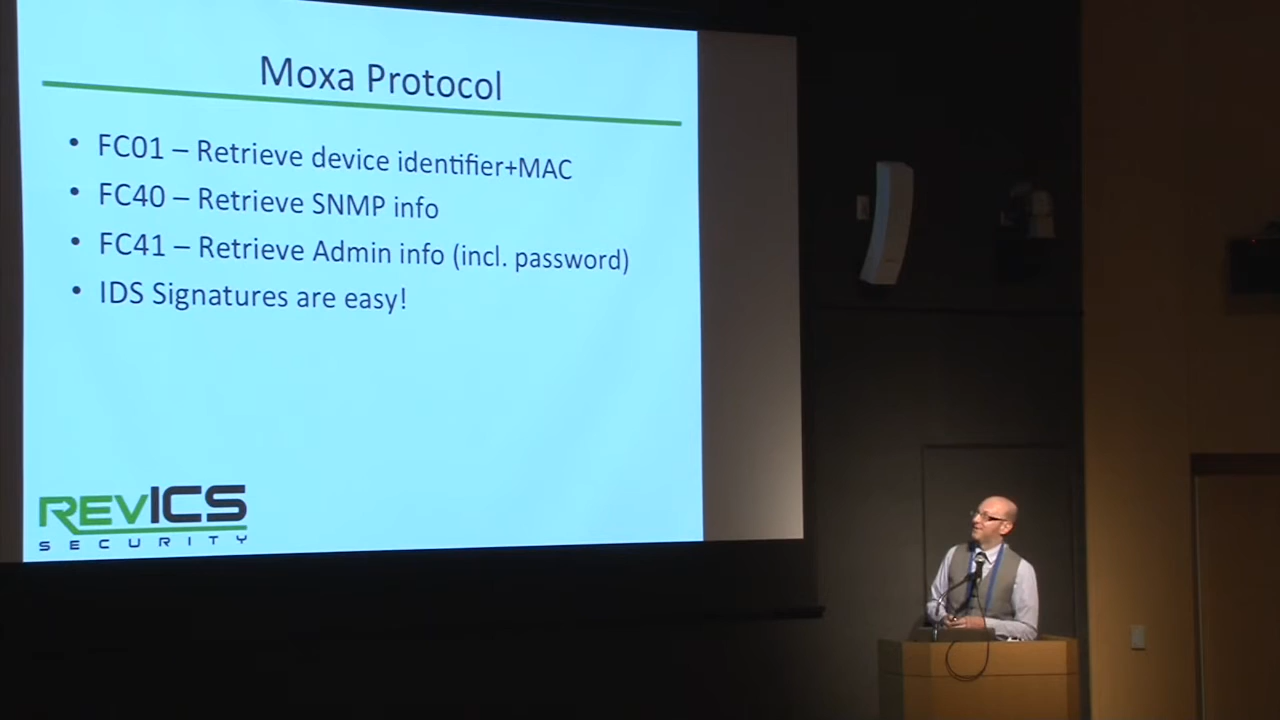 Moxa Protocol
• FC01 – Retrieve device identifier+MAC
• FC40 – Retrieve SNMP info
• FC41 – Retrieve Admin info (incl. password)
• IDS Signatures are easy!
REVICS
SECURITY